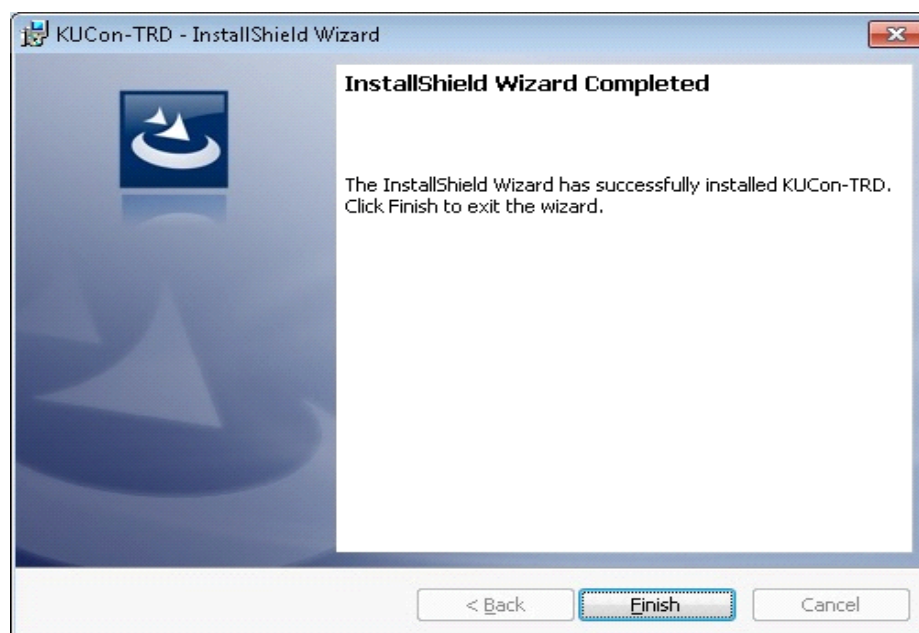 KUCon-TRD - InstallShield Wizard
InstallShield Wizard Completed
The InstallShield Wizard has successfully installed KUCon-TRD.
Click Finish to exit the wizard.
< Back
Finish
Cancel